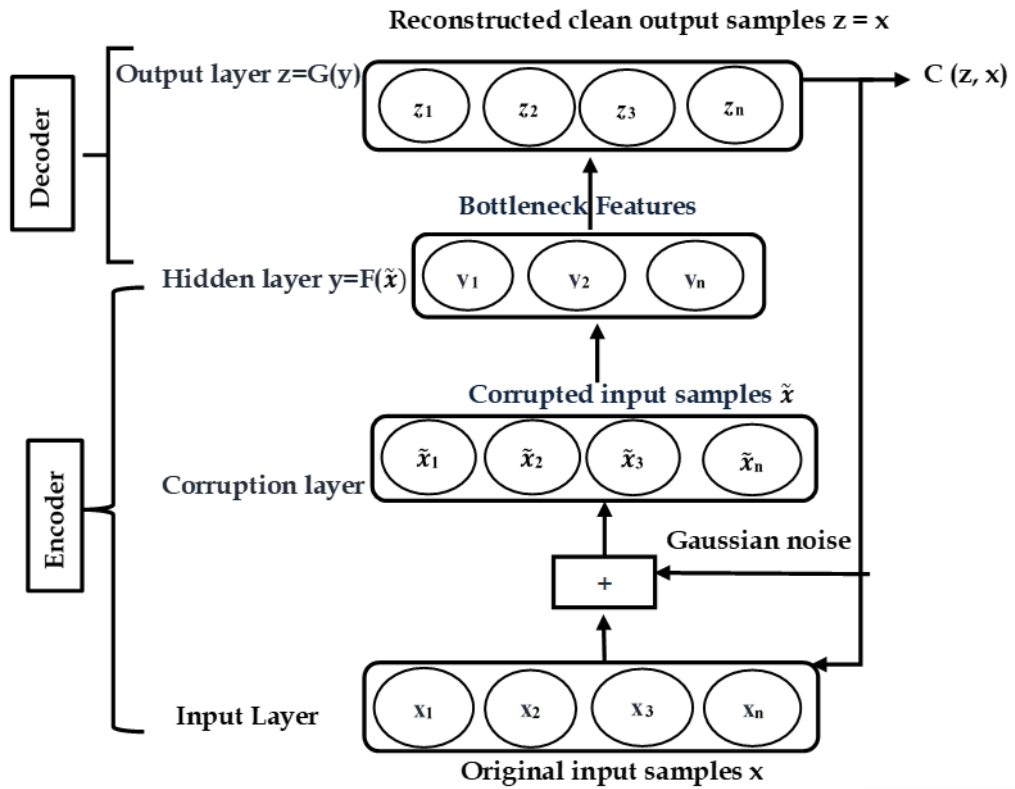 Reconstructed clean output samples z = x
Output layer z=G(y)
z1 z2 z3 zn
C (z, x)
Decoder
Bottleneck Features
Hidden layer y=F(x̃)
v1 v2 vn
Corrupted input samples x̃
x̃1 x̃2 x̃3 x̃n
Corruption layer
Encoder
Gaussian noise
+
x1 x2 x3 xn
Input Layer
Original input samples x